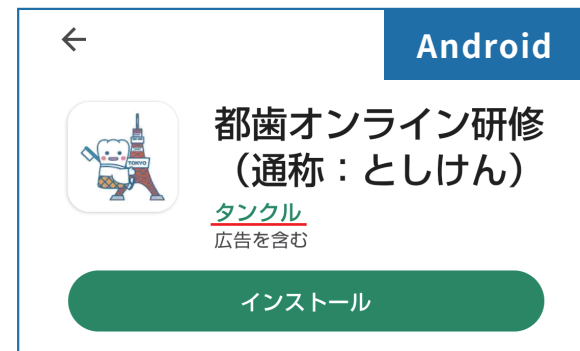 Android
都歯オンライン研修
（通称：としけん）
TOKYO
タンクル
広告を含む
インストール